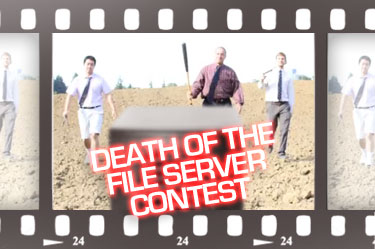 DEATH OF THE
FILE SERVER
CONTEST
24
24
24